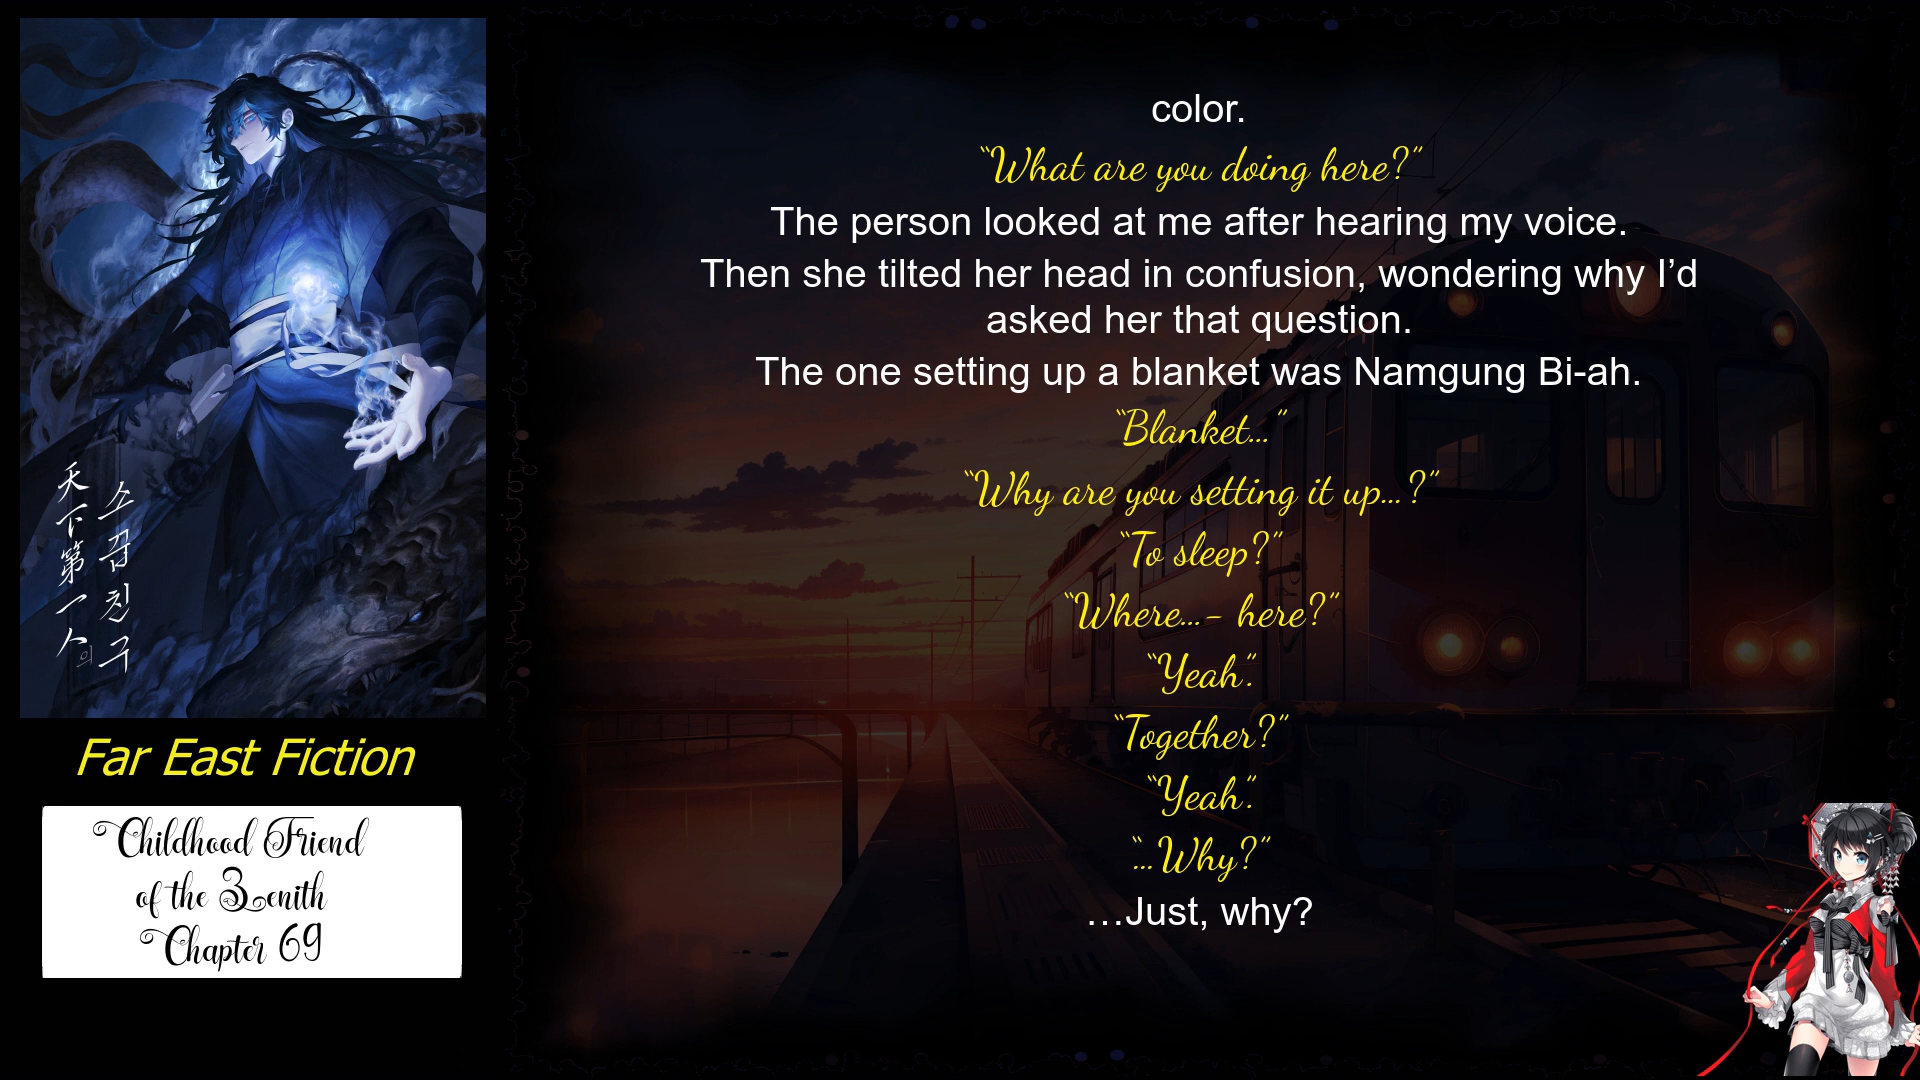 天下第一人의
소꿉친구
Far East Fiction
Childhood Friend
of the Zenith
Chapter 69
color.
“What are you doing here?”
The person looked at me after hearing my voice.
Then she tilted her head in confusion, wondering why I’d
asked her that question.
The one setting up a blanket was Namgung Bi-ah.
“Blanket...”
“Why are you setting it up...?”
“To sleep?”
“Where...- here?”
“Yeah.”
“Together?”
“Yeah.”
“...Why?”
…Just, why?